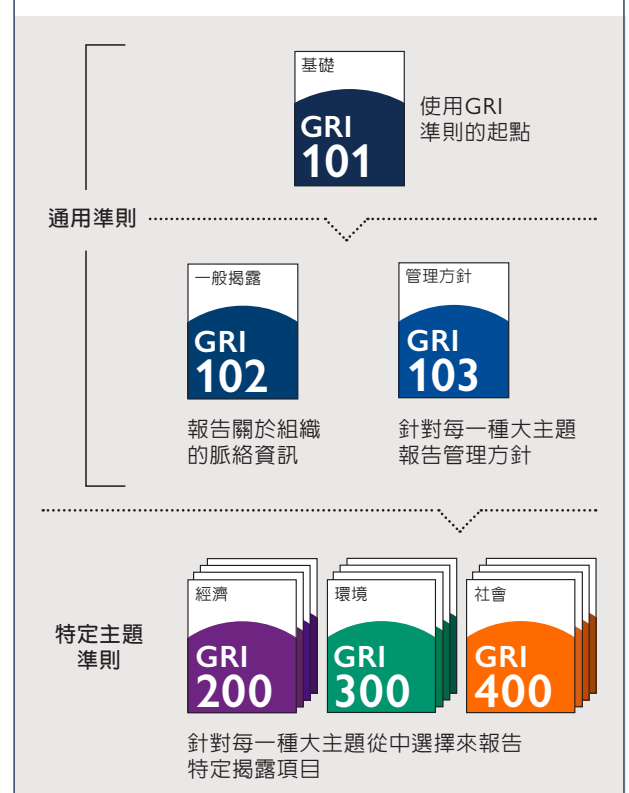 基礎
GRI
101
使用GRI
準則的起點
通用準則
一般揭露
GRI
102
管理方針
GRI
103
報告關於組織
的脈絡資訊
針對每一種大主題
報告管理方針
特定主題
準則
經濟
GRI
200
環境
GRI
300
社會
GRI
400
針對每一種大主題從中選擇來報告
特定揭露項目